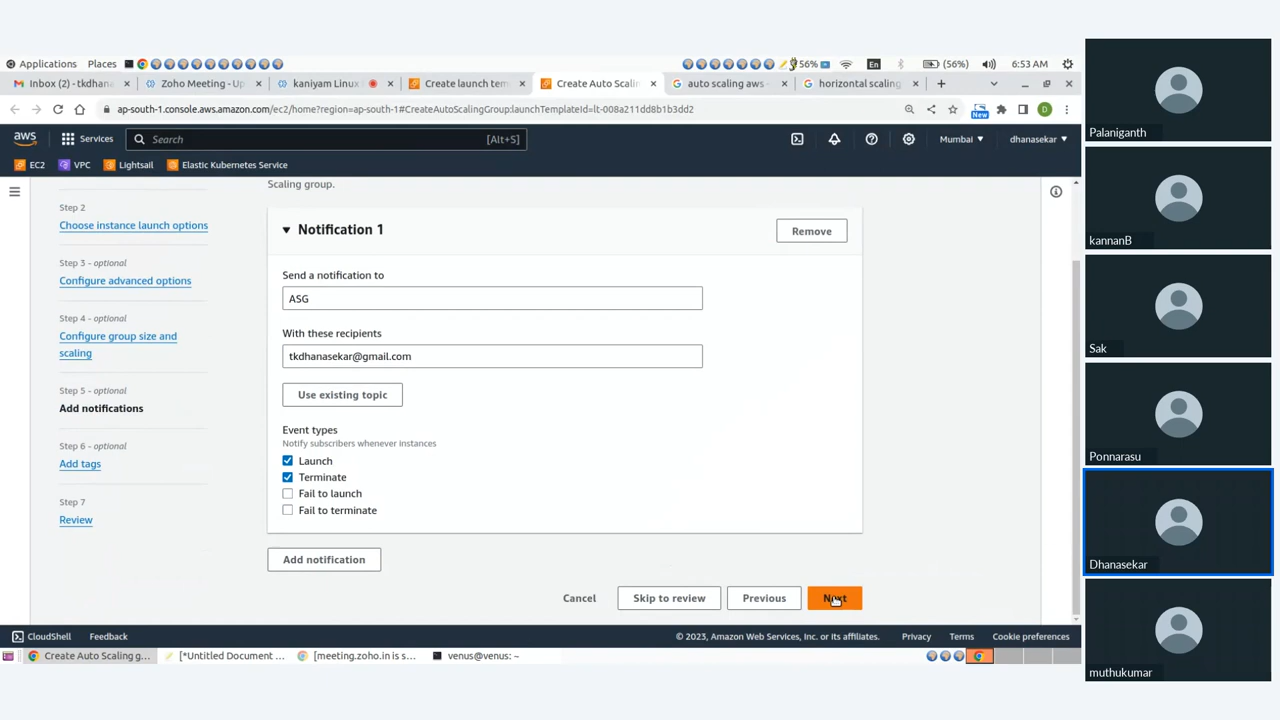 Applications Places 56% En (56%) 6:53 AM
Inbox (2) - tkdhana Zoho Meeting - Up kaniyam Linux Create launch tem Create Auto Scalin auto scaling aws horizontal scaling
ap-south-1.console.aws.amazon.com/ec2/home?region=ap-south-1#CreateAutoScalingGroup:launchTemplateId=lt-008a211dd8b1b3dd2 New D
aws Services Search [Alt+S] Mumbai dhanasekar
EC2 VPC Lightsail Elastic Kubernetes Service
Scaling group.
Step 2
Choose instance launch options
Step 3 - optional
Configure advanced options
Step 4 - optional
Configure group size and
scaling
Step 5 - optional
Add notifications
Step 6 - optional
Add tags
Step 7
Review
Notification 1 Remove
Send a notification to
ASG
With these recipients
tkdhanasekar@gmail.com
Use existing topic
Event types
Notify subscribers whenever instances
Launch
Terminate
Fail to launch
Fail to terminate
Add notification
Cancel Skip to review Previous Next
CloudShell Feedback © 2023, Amazon Web Services, Inc. or its affiliates. Privacy Terms Cookie preferences
Create Auto Scaling g... [*Untitled Document ... [meeting.zoho.in is s... venus@venus: ~
Palaniganth
kannanB
Sak
Ponnarasu
Dhanasekar
muthukumar